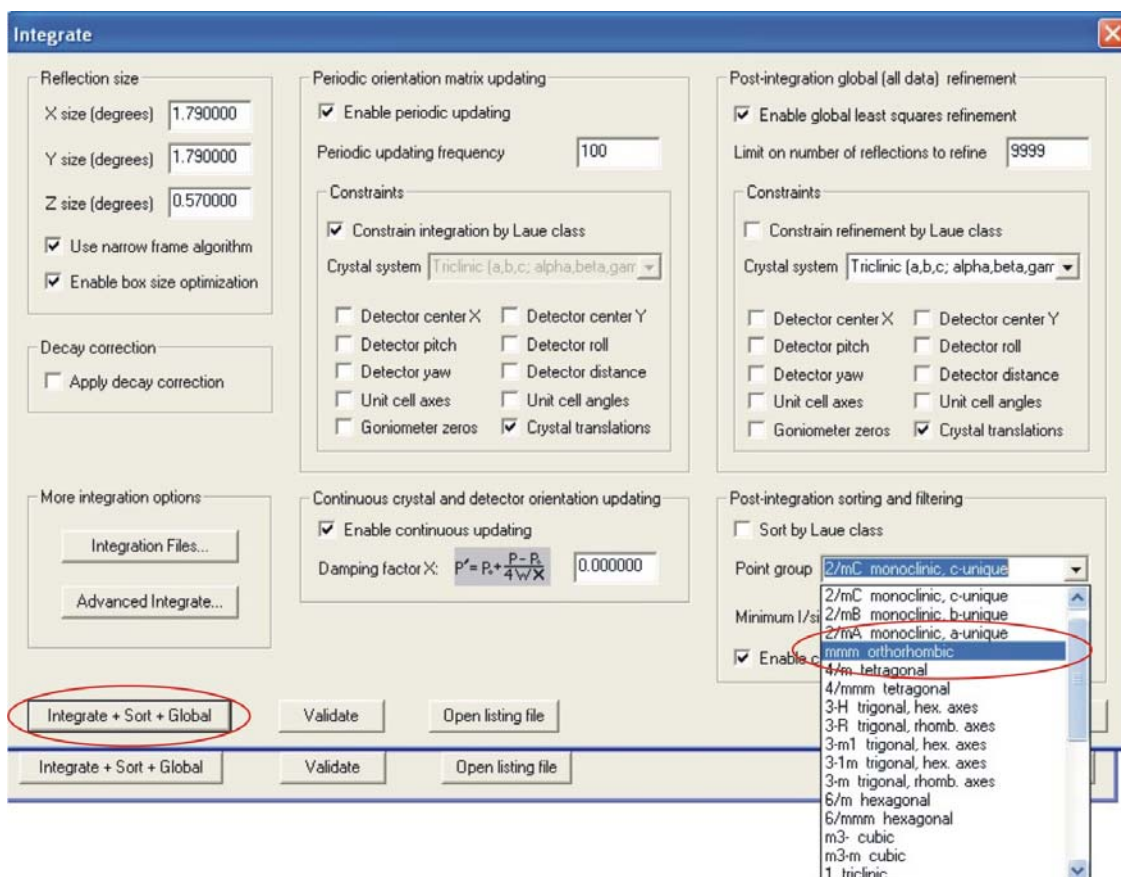 Integrate
Reflection size
X size (degrees) 1.790000
Y size (degrees) 1.790000
Z size (degrees) 0.570000
Use narrow frame algorithm
Enable box size optimization
Decay correction
Apply decay correction
More integration options
Integration Files...
Advanced Integrate...
Periodic orientation matrix updating
Enable periodic updating
Periodic updating frequency 100
Constraints
Constrain integration by Laue class
Crystal system Triclinic (a,b,c; alpha,beta,gam
Detector center X Detector center Y
Detector pitch Detector roll
Detector yaw Detector distance
Unit cell axes Unit cell angles
Goniometer zeros Crystal translations
Continuous crystal and detector orientation updating
Enable continuous updating
Damping factor X: 0.000000
Post-integration global (all data) refinement
Enable global least squares refinement
Limit on number of reflections to refine 9999
Constraints
Constrain refinement by Laue class
Crystal system Triclinic (a,b,c; alpha,beta,gam
Detector center X Detector center Y
Detector pitch Detector roll
Detector yaw Detector distance
Unit cell axes Unit cell angles
Goniometer zeros Crystal translations
Post-integration sorting and filtering
Sort by Laue class
Point group 2/mC monoclinic, c-unique
Minimum I/si
Enable c
2/mC monoclinic, c-unique
2/mB monoclinic, b-unique
2/mA monoclinic, a-unique
mmm orthorhombic
4/m tetragonal
4/mmm tetragonal
3-H trigonal, hex. axes
3-R trigonal, rhomb. axes
3-m1 trigonal, hex. axes
3-1m trigonal, hex. axes
3-m trigonal, rhomb. axes
6/m hexagonal
6/mmm hexagonal
m3- cubic
m3-m cubic
1 triclinic
Integrate + Sort + Global Validate Open listing file
Integrate + Sort + Global Validate Open listing file